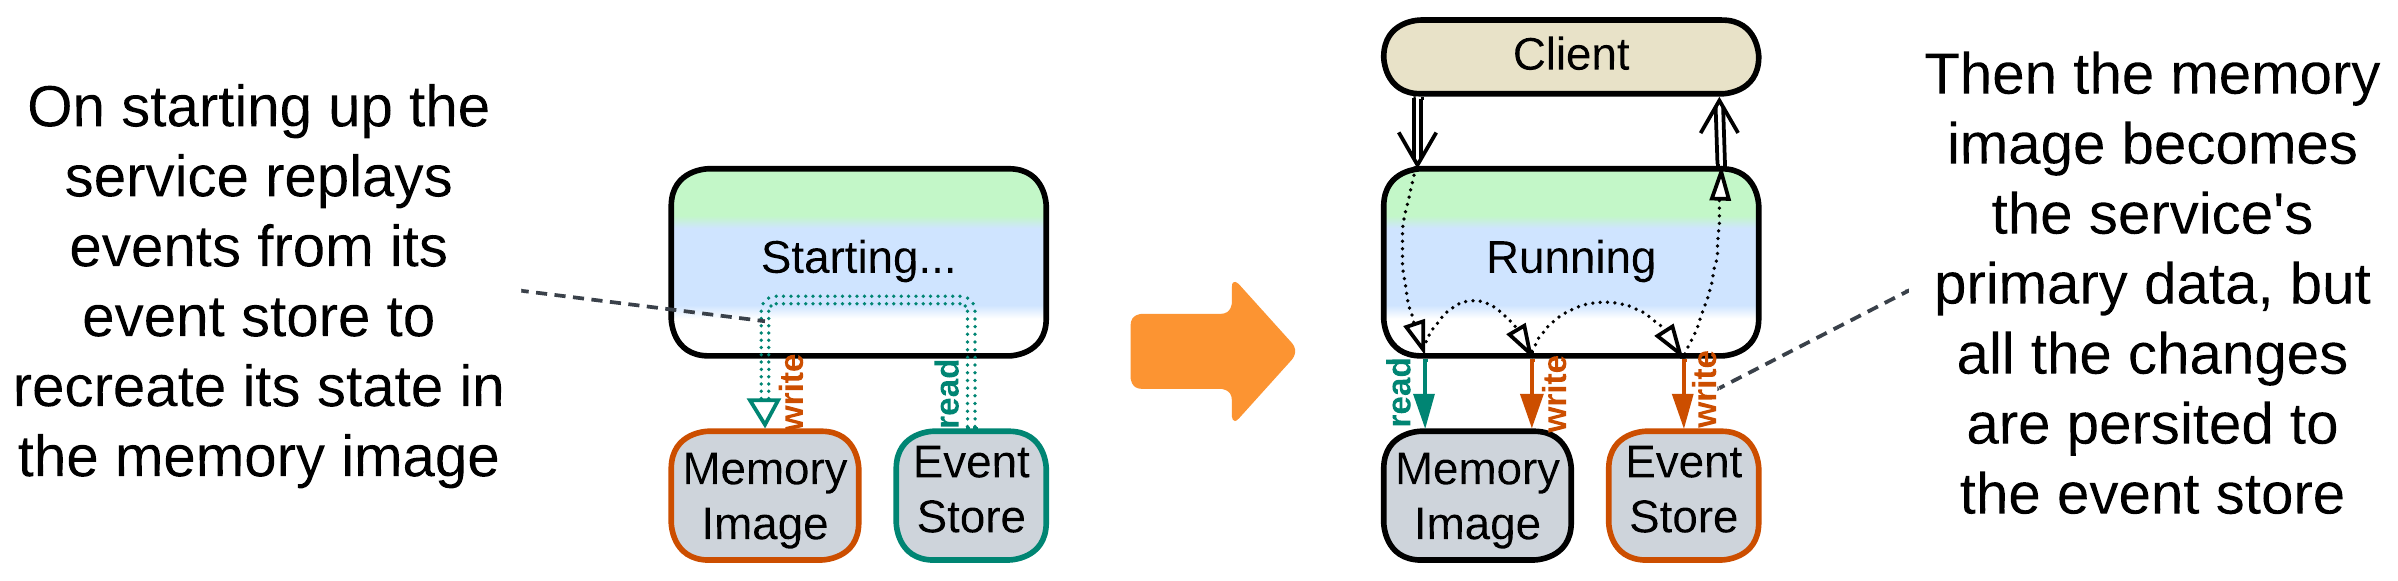 On starting up the
service replays
events from its
event store to
recreate its state in
the memory image
Starting...
write
read
Memory
Image
Event
Store
Client
Running
read
write
write
Memory
Image
Event
Store
Then the memory
image becomes
the service's
primary data, but
all the changes
are persited to
the event store